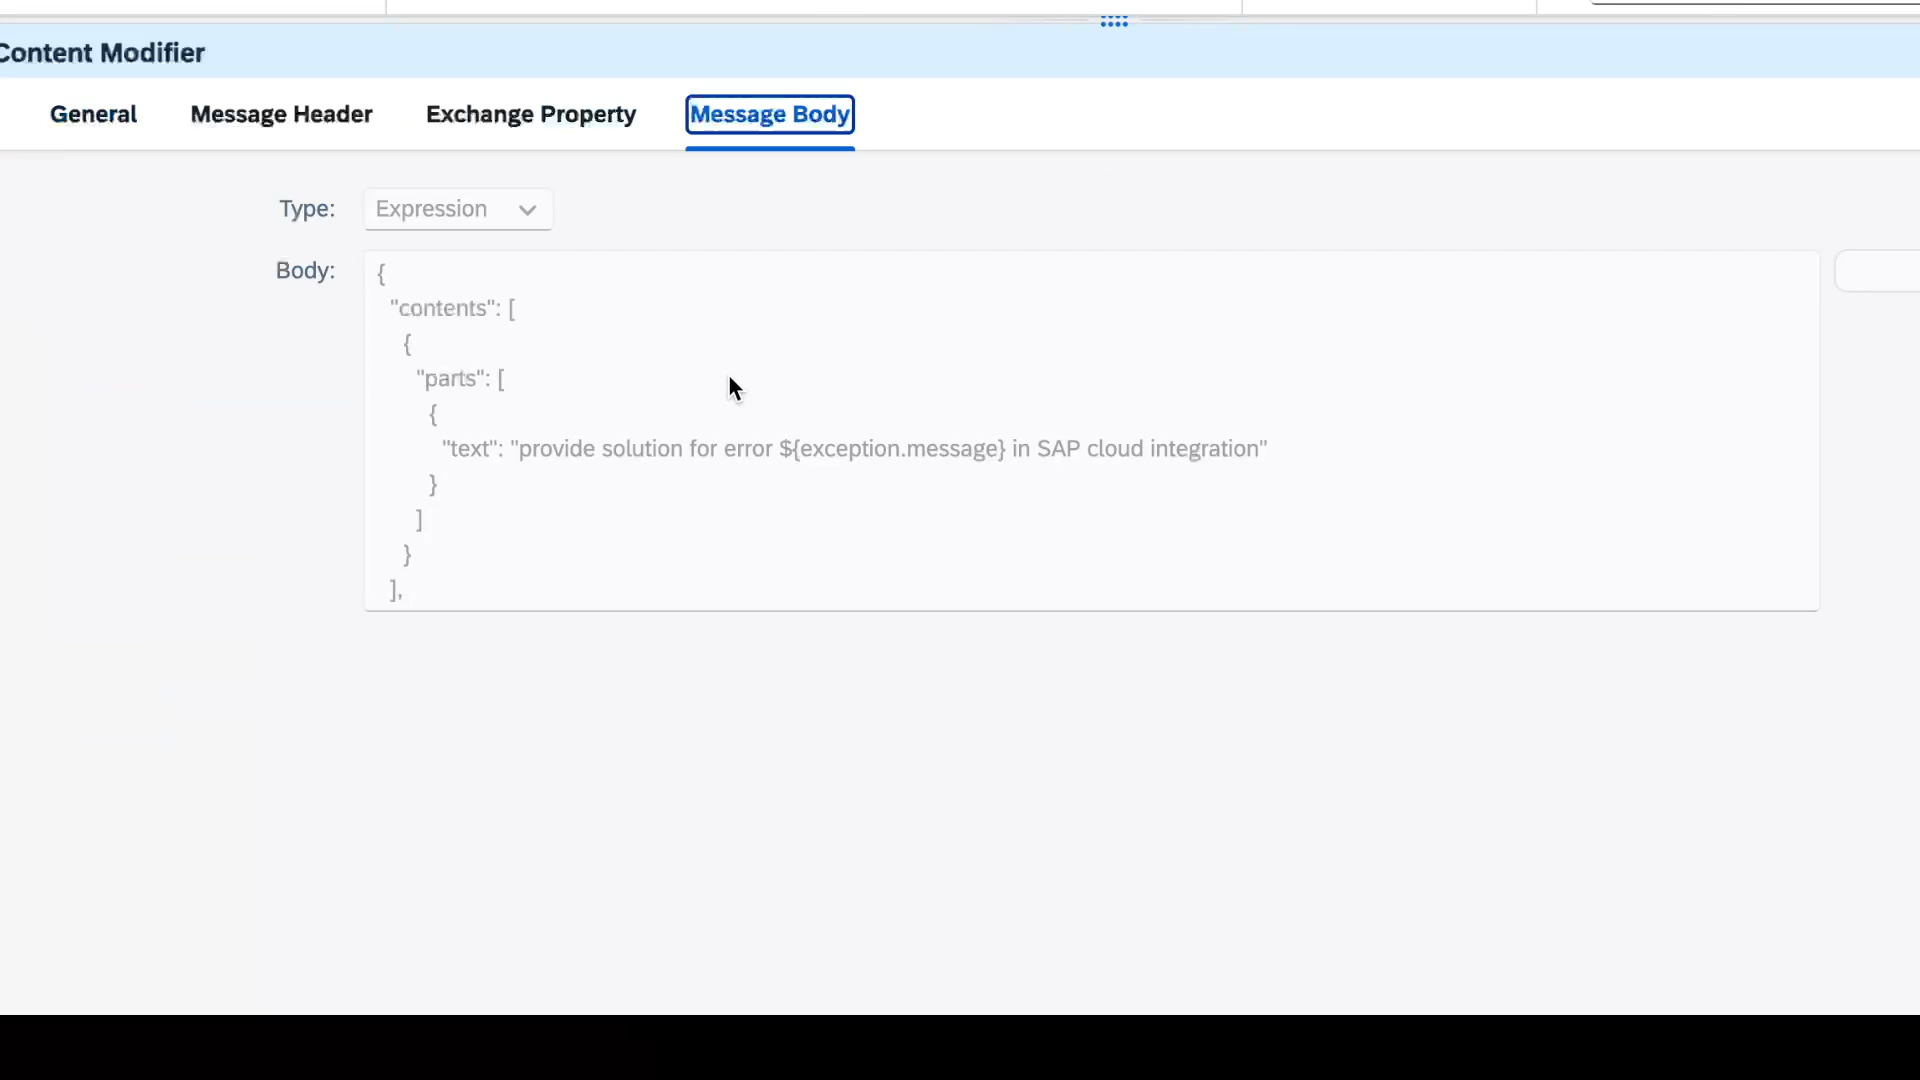 Content Modifier
General Message Header Exchange Property Message Body
Type: Expression
Body: {
"contents": [
{
"parts": [
{
"text": "provide solution for error ${exception.message} in SAP cloud integration"
}
]
}
],